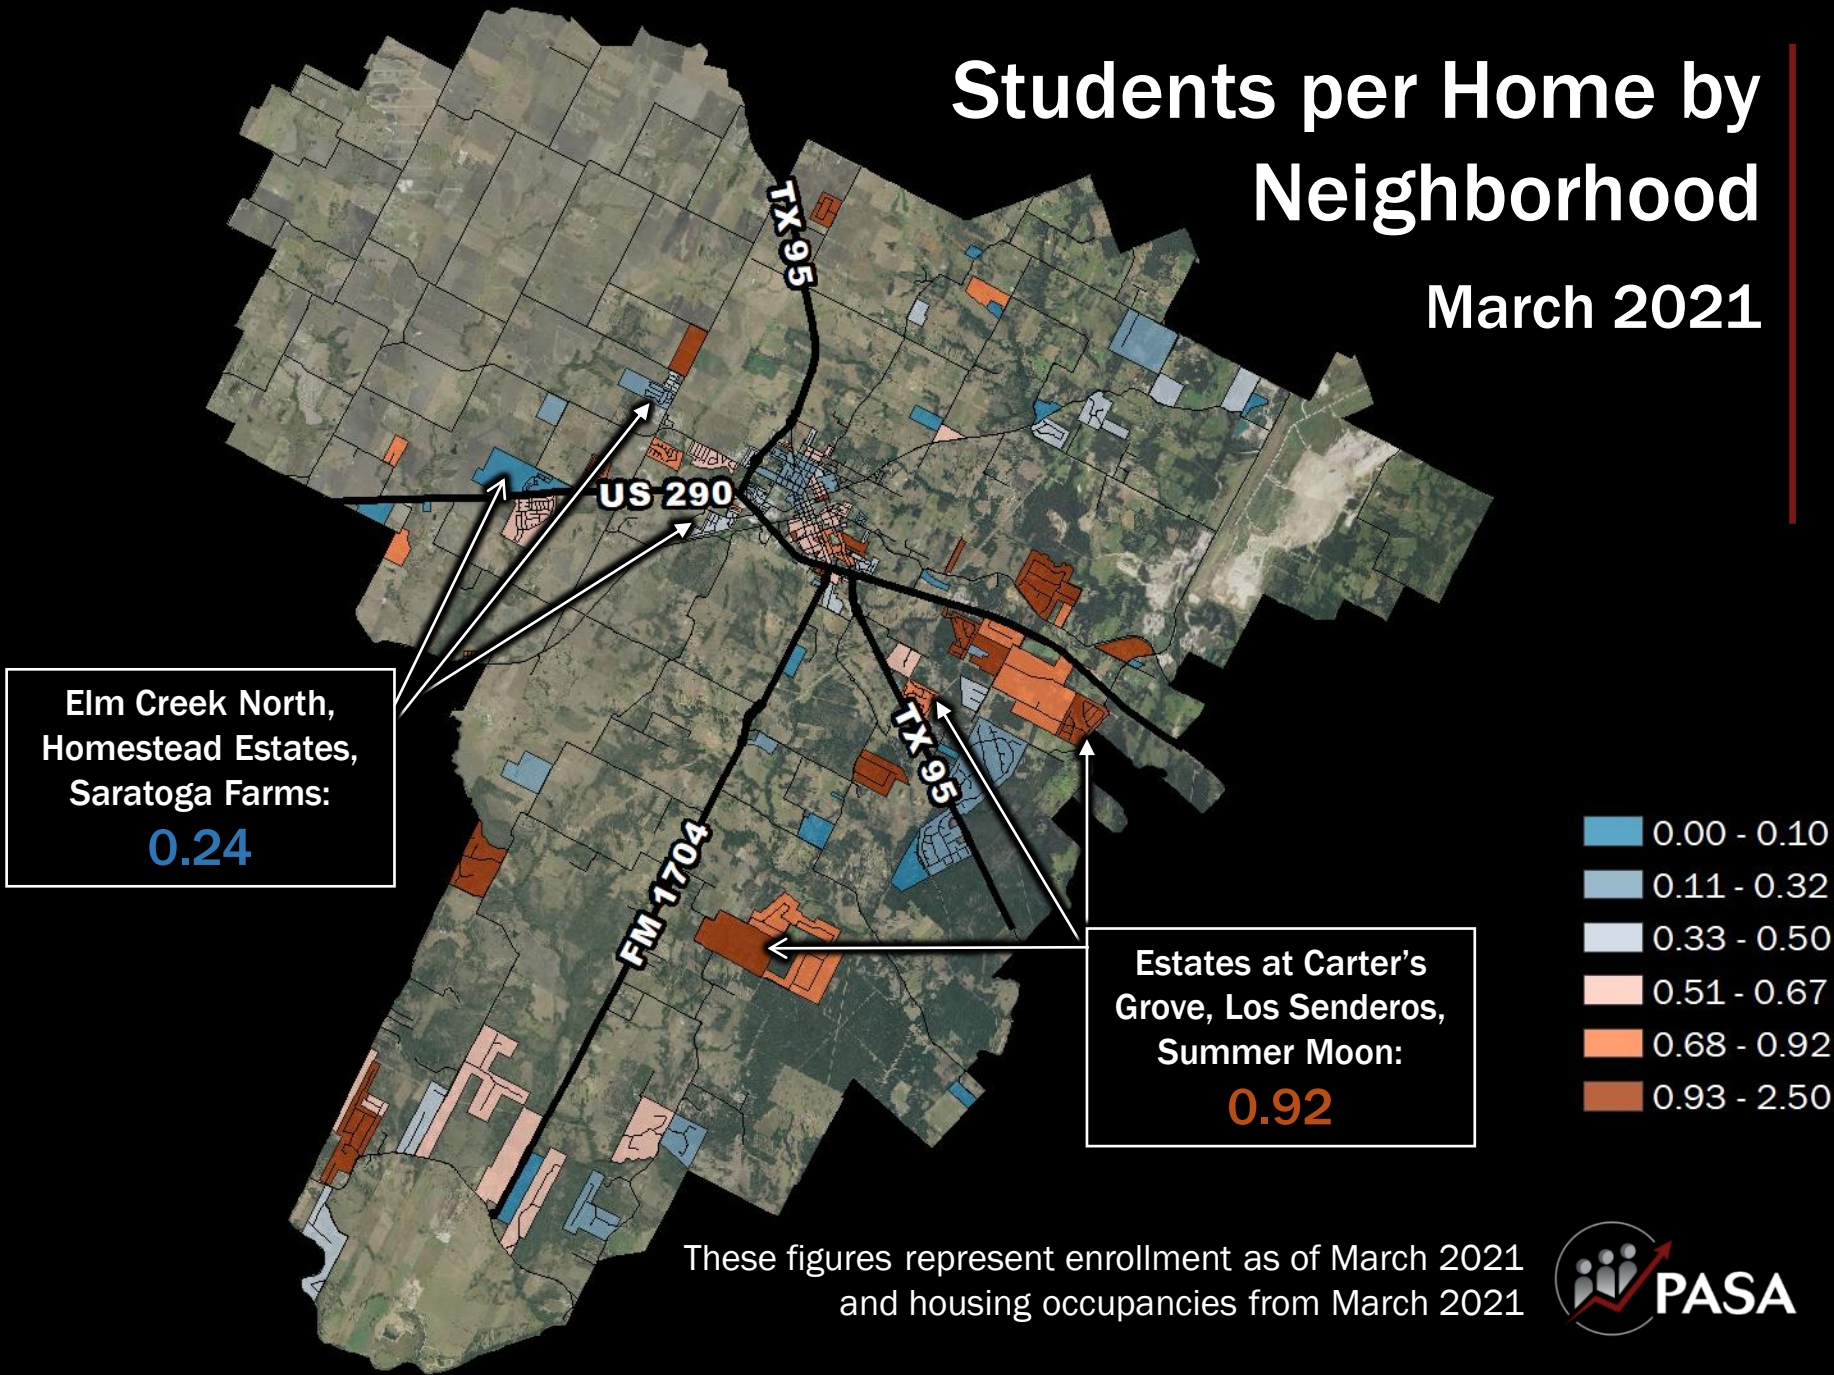 Students per Home by
Neighborhood
March 2021
TX 95
US 290
TX 95
FM 1704
Elm Creek North,
Homestead Estates,
Saratoga Farms:
0.24
Estates at Carter's
Grove, Los Senderos,
Summer Moon:
0.92
0.00 - 0.10
0.11 - 0.32
0.33 - 0.50
0.51 - 0.67
0.68 - 0.92
0.93 - 2.50
These figures represent enrollment as of March 2021
and housing occupancies from March 2021
PASA